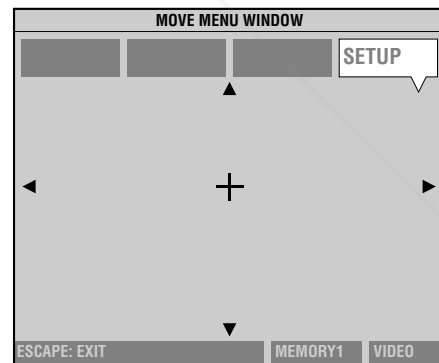 MOVE MENU WINDOW
SETUP
ESCAPE: EXIT MEMORY1 VIDEO